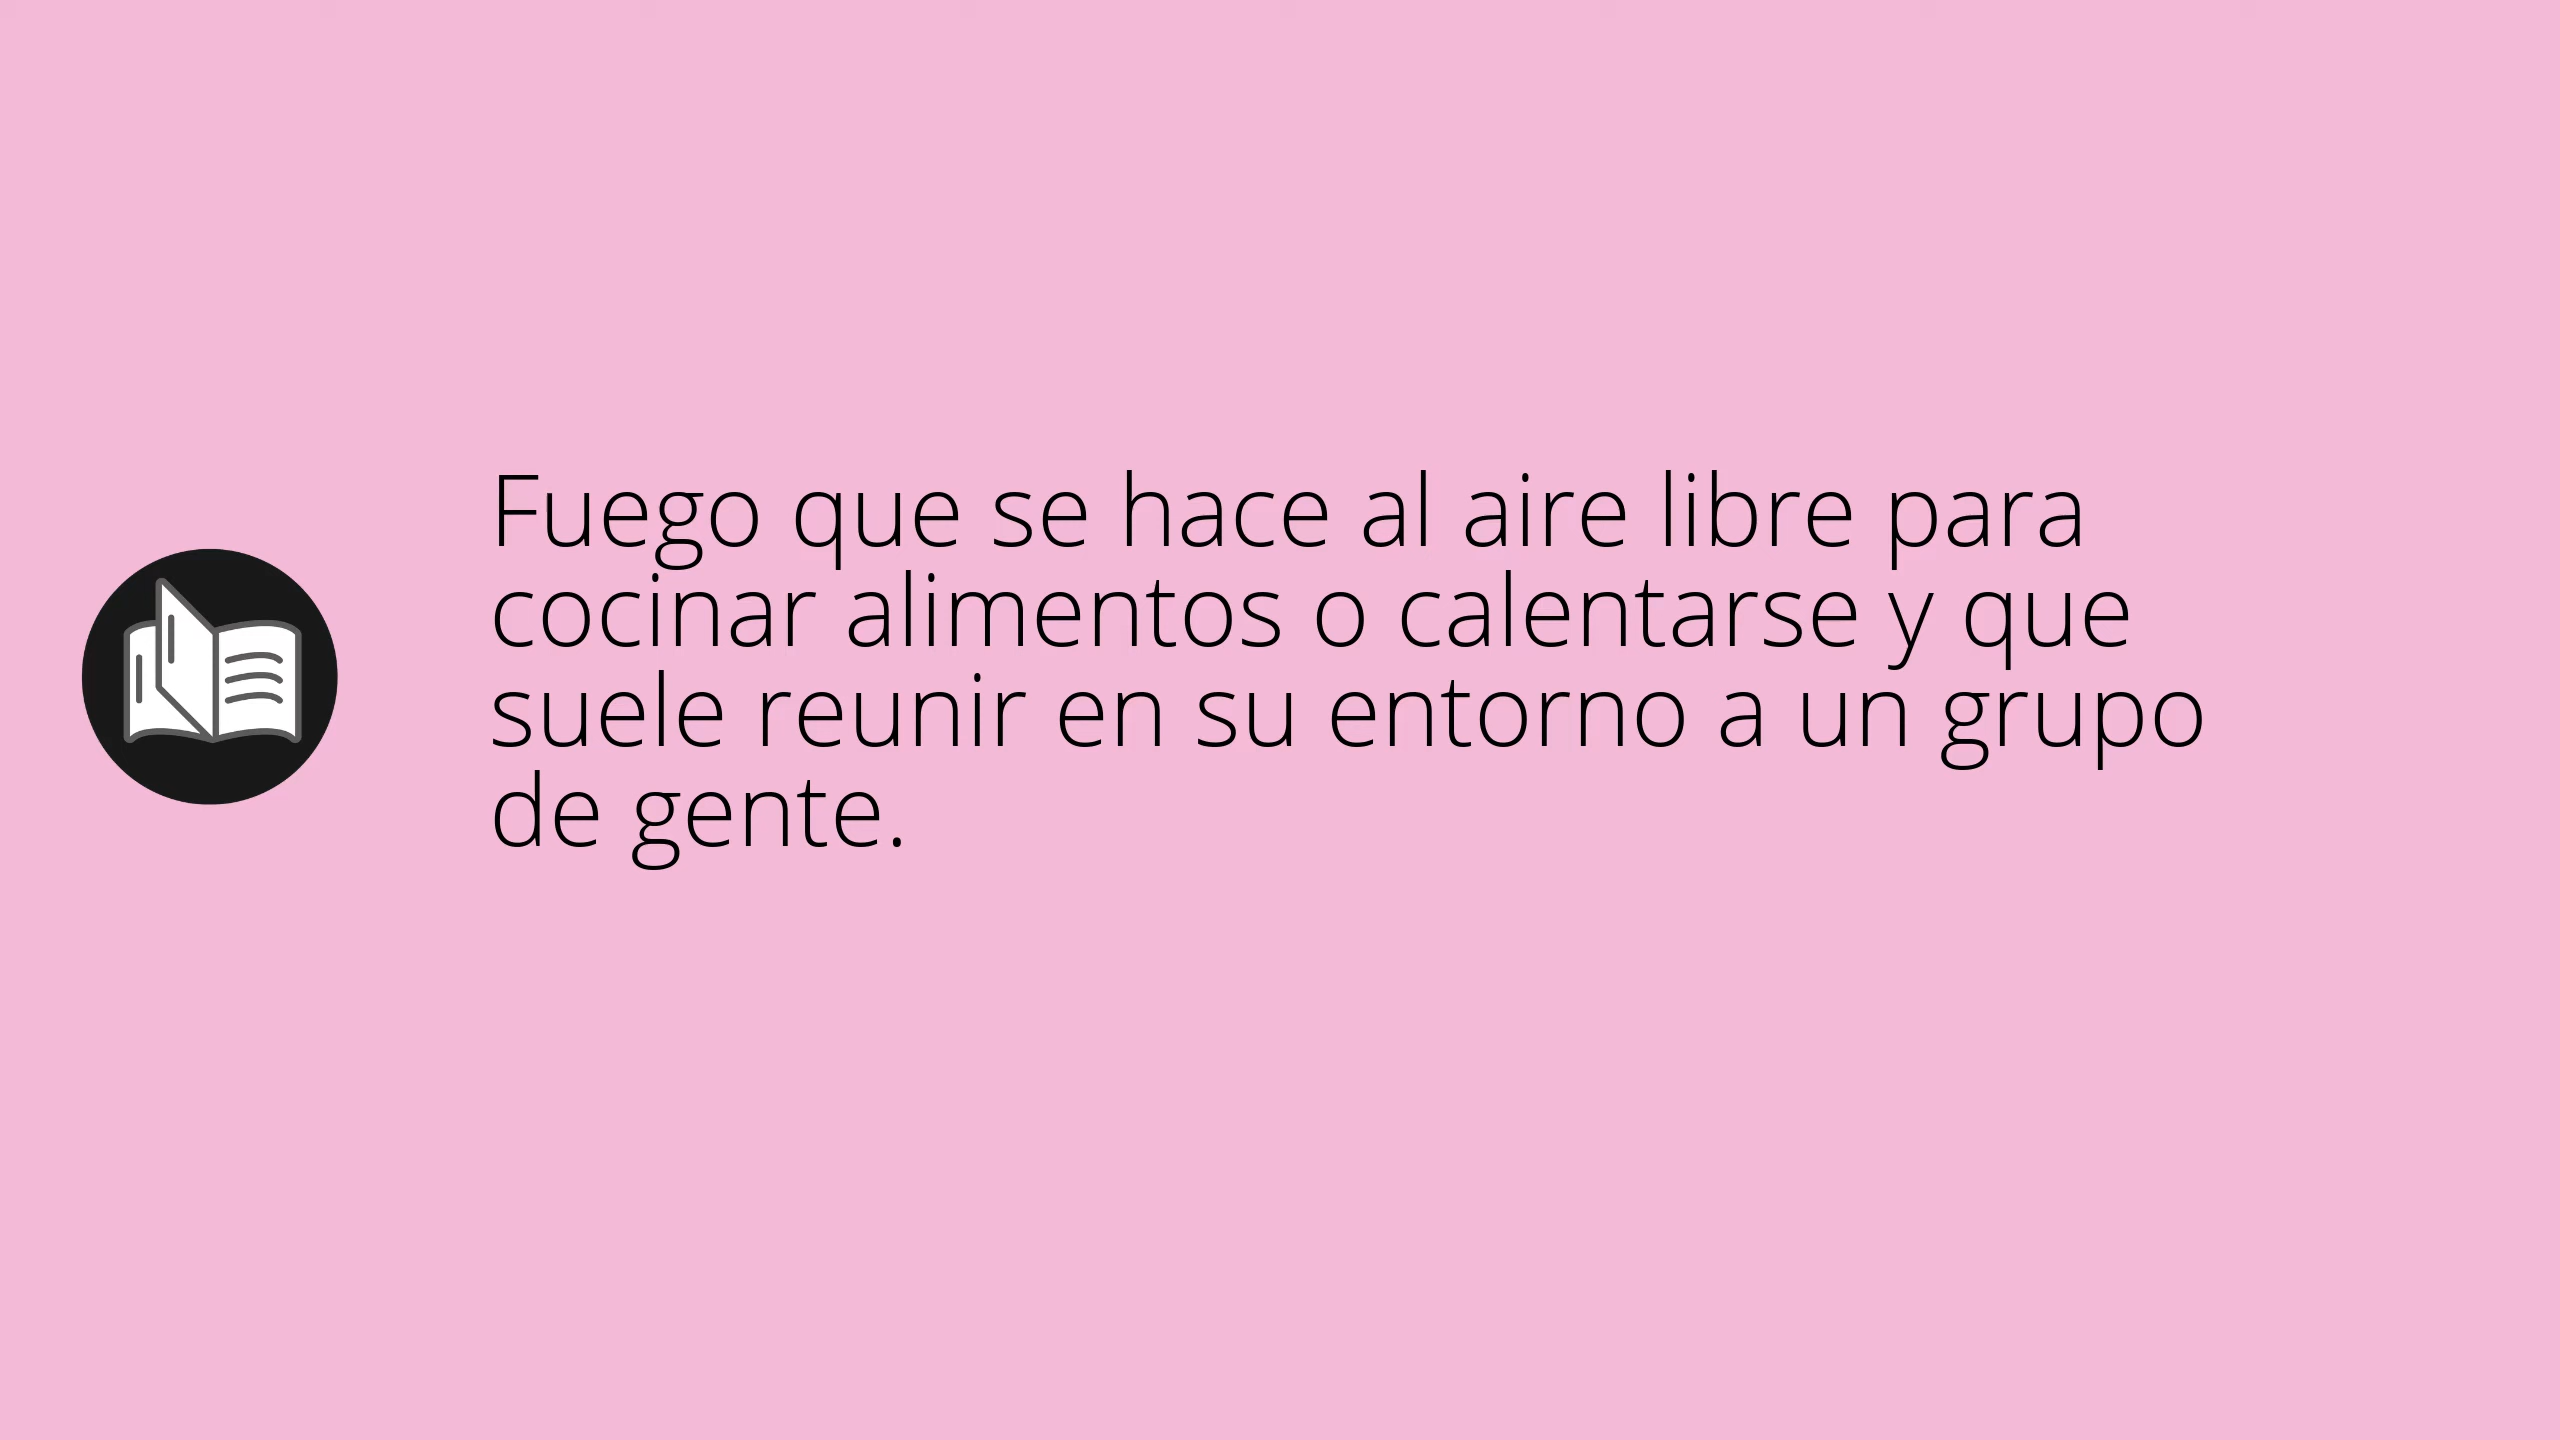 Fuego que se hace al aire libre para
cocinar alimentos o calentarse y que
suele reunir en su entorno a un grupo
de gente.